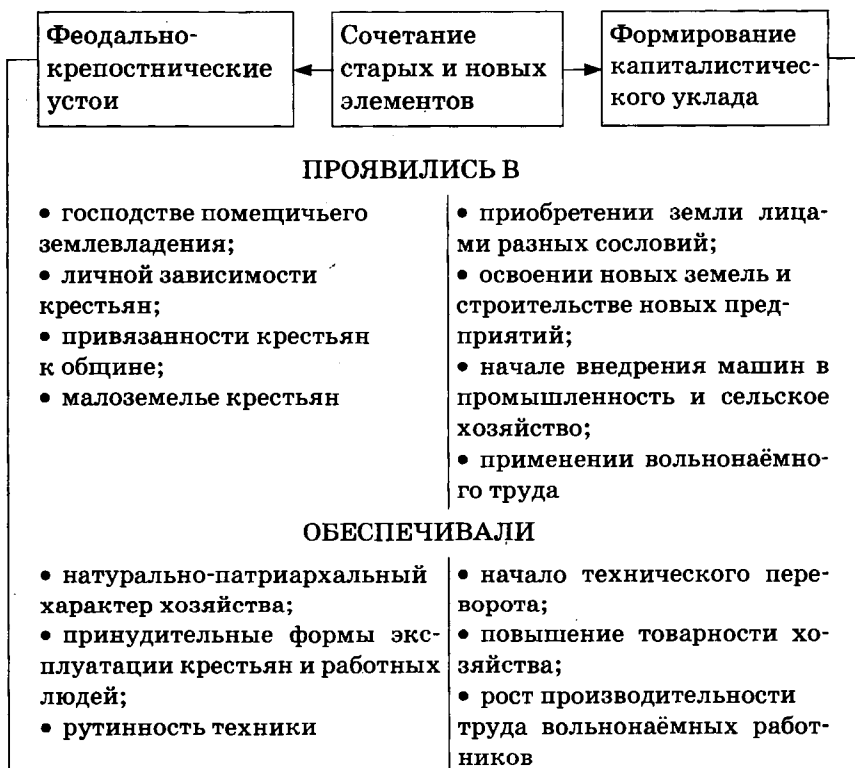 Феодально-
крепостнические
устои
Сочетание
старых и новых
элементов
Формирование
капиталистичес-
кого уклада
ПРОЯВИЛИСЬ В
• господстве помещичьего
землевладения;
• личной зависимости
крестьян;
• привязанности крестьян
к общине;
• малоземелье крестьян
• приобретении земли лица-
ми разных сословий;
• освоении новых земель и
строительстве новых пред-
приятий;
• начале внедрения машин в
промышленность и сельское
хозяйство;
• применении вольнонаёмно-
го труда
ОБЕСПЕЧИВАЛИ
• натурально-патриархальный
характер хозяйства;
• принудительные формы экс-
плуатации крестьян и работных
людей;
• рутинность техники
• начало технического пере-
ворота;
• повышение товарности хо-
зяйства;
• рост производительности
труда вольнонаёмных работ-
ников